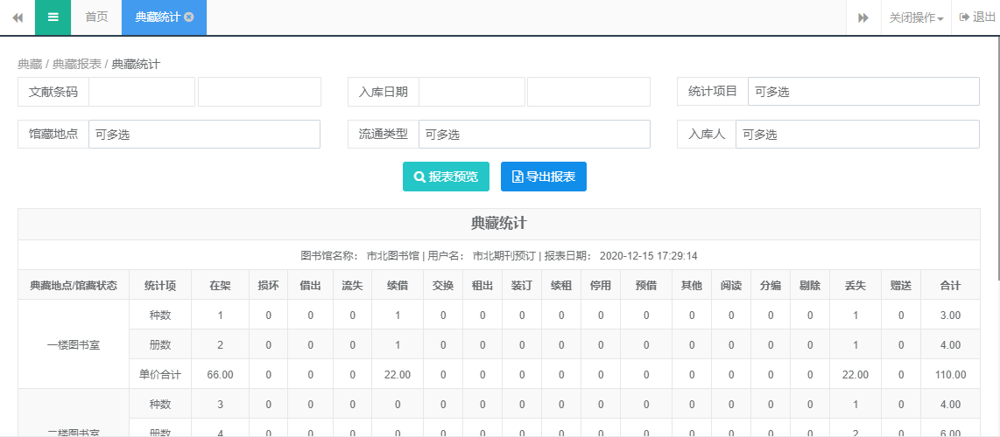 首页 典藏统计 关闭操作 退出
典藏 / 典藏报表 / 典藏统计
文献条码 入库日期 统计项目 可多选
馆藏地点 可多选 流通类型 可多选 入库人 可多选
报表预览 导出报表
典藏统计
图书馆名称： 市北图书馆 | 用户名： 市北期刊预订 | 报表日期： 2020-12-15 17:29:14
典藏地点/馆藏状态 统计项 在架 损坏 借出 流失 续借 交换 租出 装订 续租 停用 预借 其他 阅读 分编 剔除 丢失 赠送 合计
种数 1 0 0 0 1 0 0 0 0 0 0 0 0 0 0 1 0 3.00
一楼图书室 册数 2 0 0 0 1 0 0 0 0 0 0 0 0 0 0 1 0 4.00
单价合计 66.00 0 0 0 22.00 0 0 0 0 0 0 0 0 0 0 22.00 0 110.00
种数 3 0 0 0 0 0 0 0 0 0 0 0 0 0 0 1 0 4.00
二楼图书室 册数 4 0 0 0 0 0 0 0 0 0 0 0 0 0 0 2 0 6.00